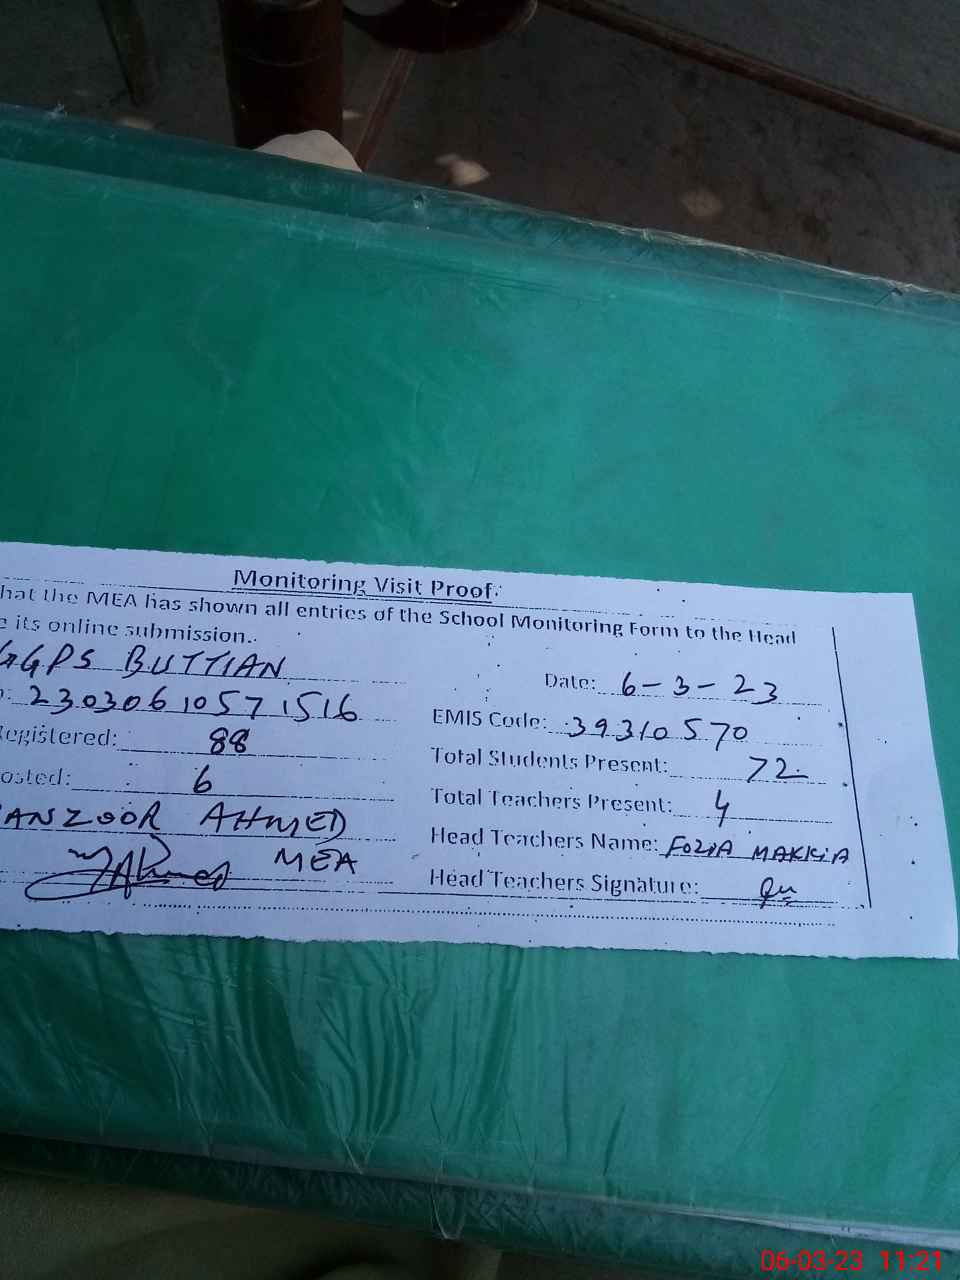 Monitoring Visit Proof:
hat the MEA has shown all entries of the School Monitoring Form to the Head
e its online submission.
GGPS BUTTIAN
Date: 6-3-23
: 23030610571516
EMIS Code: 39310570
egistered: 88
Total Students Present: 72
osted: 6
Total Teachers Present: 4
ANZOOR AHMED
Head Teachers Name: FOZIA MAKKIA
MEA
Head Teachers Signature:
06-03-23 11:21